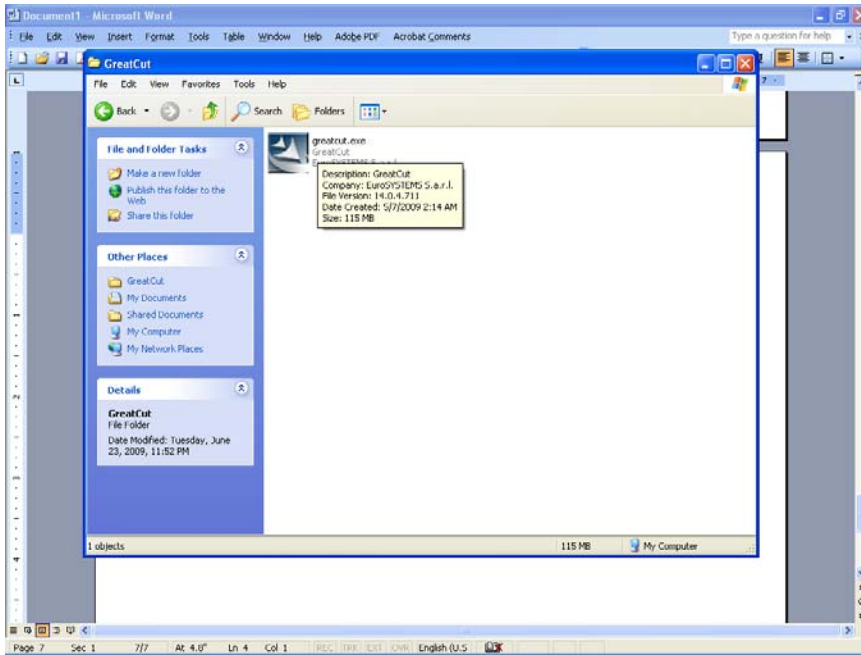 Document1 - Microsoft Word
File Edit View Insert Format Tools Table Window Help Adobe PDF Acrobat Comments
Type a question for help
GreatCut
File Edit View Favorites Tools Help
Back
Search
Folders
File and Folder Tasks
Make a new folder
Publish this folder to the
Web
Share this folder
Other Places
GreatCut
My Documents
Shared Documents
My Computer
My Network Places
Details
GreatCut
File Folder
Date Modified: Tuesday, June
23, 2009, 11:52 PM
greatcut.exe
GreatCut
Description: GreatCut
Company: EuroSYSTEMS S.a.r.l.
File Version: 14.0.4.711
Date Created: 5/7/2009 2:14 AM
Size: 115 MB
1 objects
115 MB
My Computer
Page 7 Sec 1 7/7 At 4.8" Ln 4 Col 1 REC TRK EXT OVR English (U.S